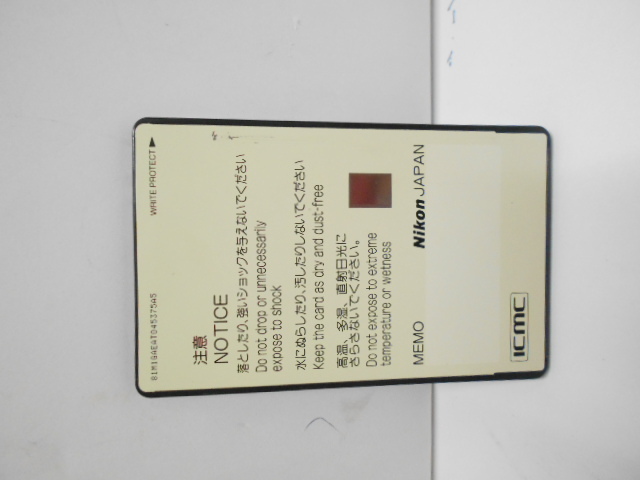 81M19AEAT045375A5
WRITE PROTECT ▶
注意
NOTICE
落としたり、強いショックを与えないでください
Do not drop or unnecessarily
expose to shock
水にぬらしたり、汚したりしないでください
Keep the card as dry and dust-free
高温、多湿、直射日光に
さらさないでください。
Do not expose to extreme
temperature or wetness
MEMO
Nikon JAPAN
ICMC